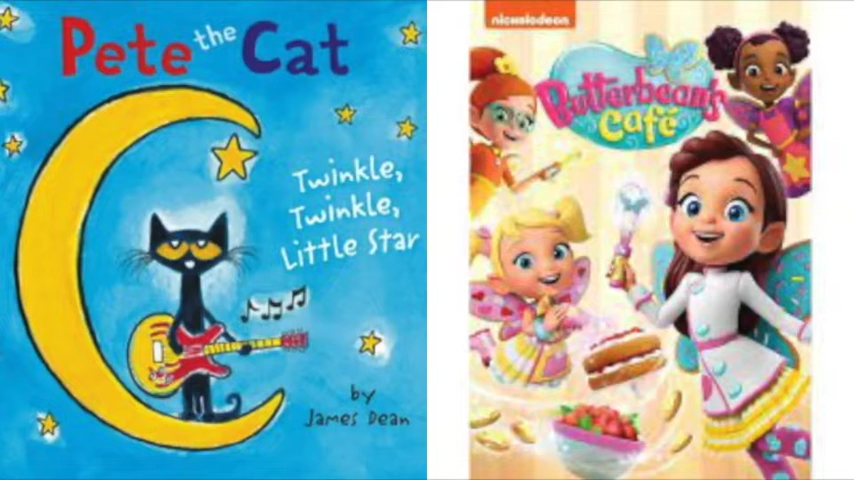 Pete the Cat
Twinkle,
Twinkle,
Little Star
by
James Dean
nickelodeon
Butterbean's
Café